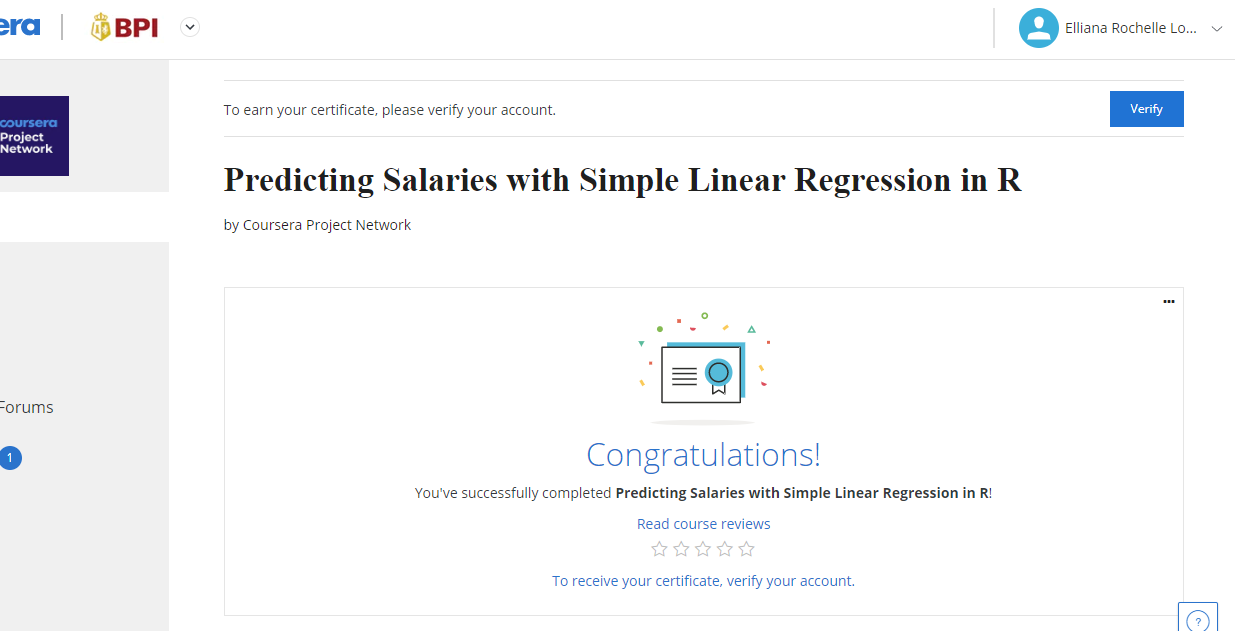 era
BPI
Elliana Rochelle Lo...
coursera
Project
Network
To earn your certificate, please verify your account.
Verify
Predicting Salaries with Simple Linear Regression in R
by Coursera Project Network
Forums
1
Congratulations!
You've successfully completed Predicting Salaries with Simple Linear Regression in R!
Read course reviews
To receive your certificate, verify your account.
?